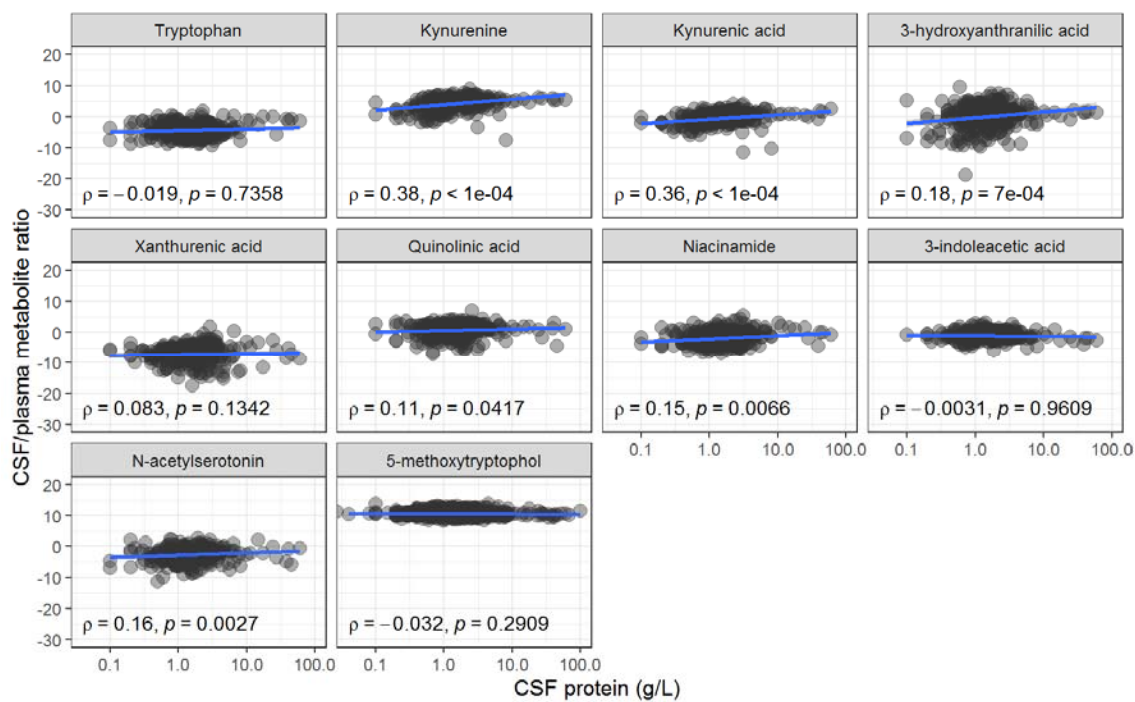 Tryptophan
Kynurenine
Kynurenic acid
3-hydroxyanthranilic acid
20
10
0
-10
-20
-30
ρ = −0.019, p = 0.7358
ρ = 0.38, p < 1e-04
ρ = 0.36, p < 1e-04
ρ = 0.18, p = 7e-04
CSF/plasma metabolite ratio
Xanthurenic acid
Quinolinic acid
Niacinamide
3-indoleacetic acid
20
10
0
-10
-20
-30
ρ = 0.083, p = 0.1342
ρ = 0.11, p = 0.0417
ρ = 0.15, p = 0.0066
ρ = −0.0031, p = 0.9609
0.1 1.0 10.0 100.0
0.1 1.0 10.0 100.0
N-acetylserotonin
5-methoxytryptophol
20
10
0
-10
-20
-30
ρ = 0.16, p = 0.0027
ρ = −0.032, p = 0.2909
0.1 1.0 10.0 100.0
0.1 1.0 10.0 100.0
CSF protein (g/L)